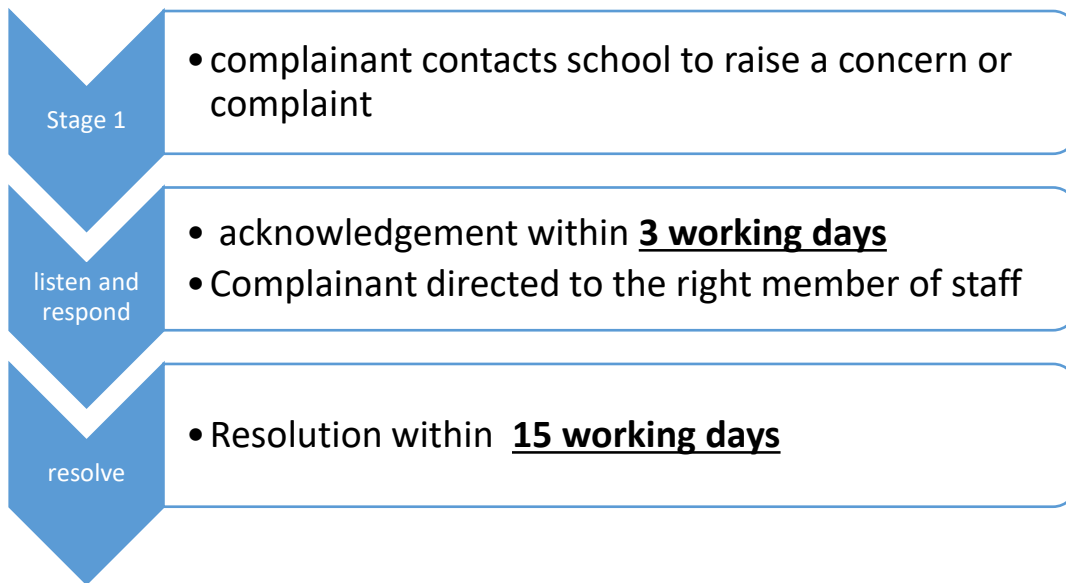 Stage 1
• complainant contacts school to raise a concern or
complaint
listen and
respond
• acknowledgement within 3 working days
• Complainant directed to the right member of staff
resolve
• Resolution within 15 working days